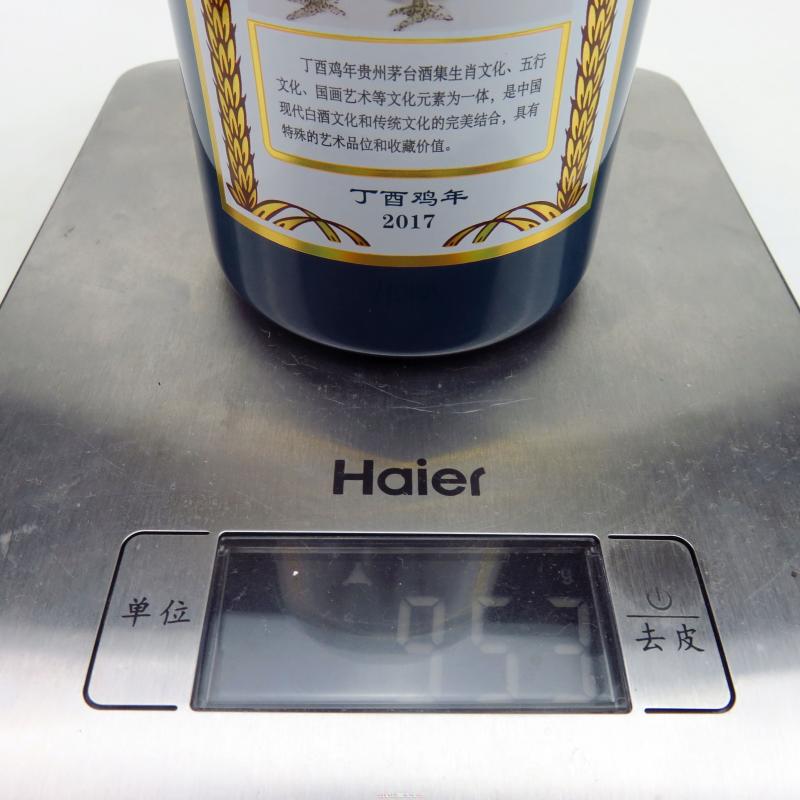 丁酉鸡年贵州茅台酒集生肖文化、五行
文化、国画艺术等文化元素为一体，是中国
现代白酒文化和传统文化的完美结合，具有
特殊的艺术品位和收藏价值。
丁酉鸡年
2017
Haier
g
单位
953
去皮